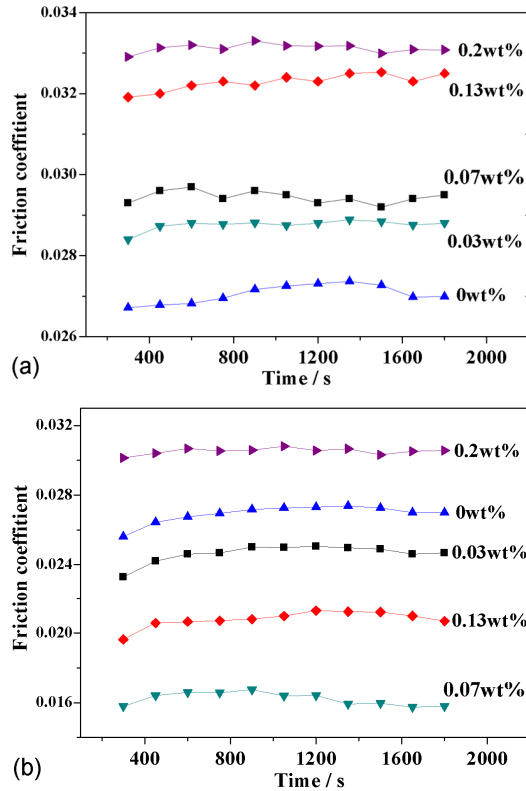 0.034
0.2wt%
0.13wt%
0.032
Friction coeffitient
0.030
0.07wt%
0.03wt%
0.028
0wt%
0.026
400 800 1200 1600 2000
(a)
Time / s
0.032
0.2wt%
0.028
0wt%
Friction coeffitient
0.03wt%
0.024
0.13wt%
0.020
0.07wt%
0.016
400 800 1200 1600 2000
(b)
Time / s